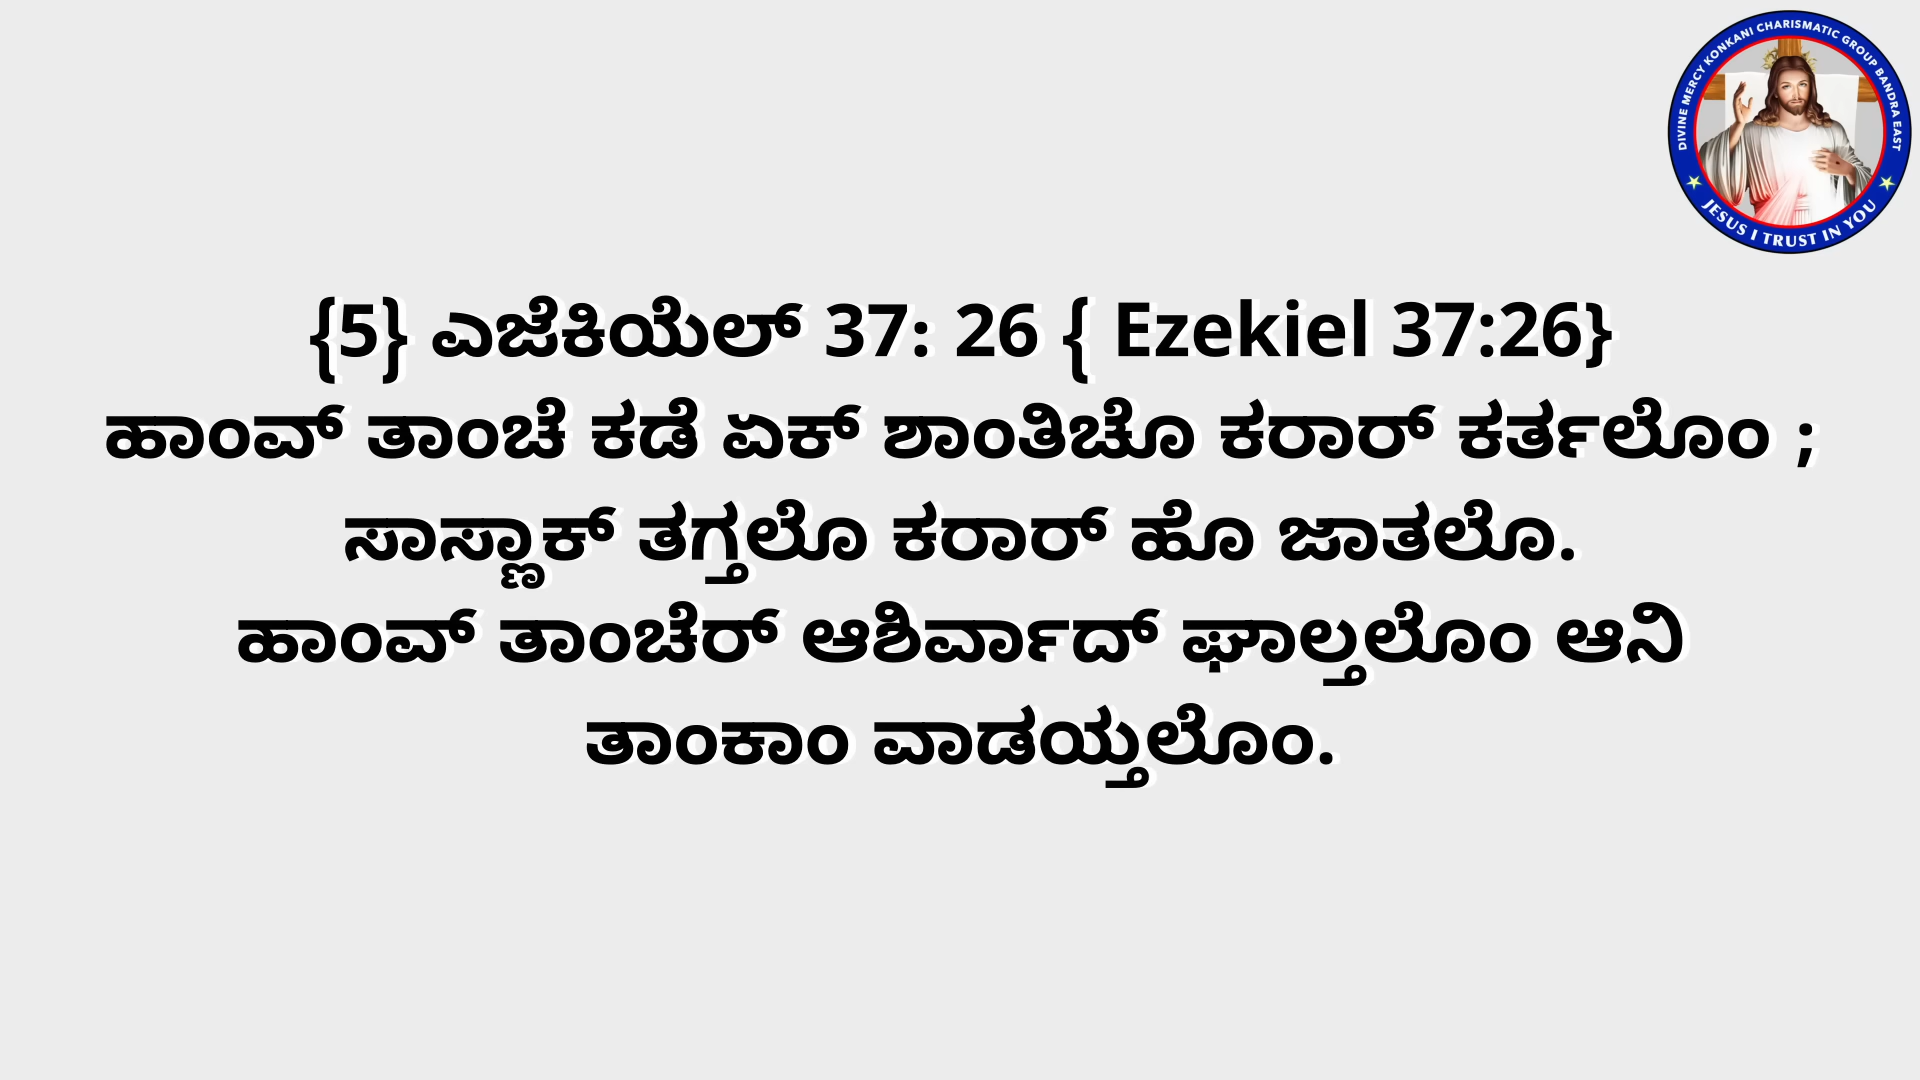 DIVINE MERCY KONKANI CHARISMATIC GROUP BANDRA EAST
JESUS I TRUST IN YOU
{5} ಎಜೆಕಿಯೆಲ್ 37: 26 { Ezekiel 37:26}
ಹಾಂವ್ ತಾಂಚೆ ಕಡೆ ಏಕ್ ಶಾಂತಿಚೊ ಕರಾರ್ ಕರ್ತಲೊಂ ;
ಸಾಸ್ಣಾಕ್ ತಗ್ತಲೊ ಕರಾರ್ ಹೊ ಜಾತಲೊ.
ಹಾಂವ್ ತಾಂಚೆರ್ ಆಶಿರ್ವಾದ್ ಘಾಲ್ತಲೊಂ ಆನಿ
ತಾಂಕಾಂ ವಾಡಯ್ತಲೊಂ.